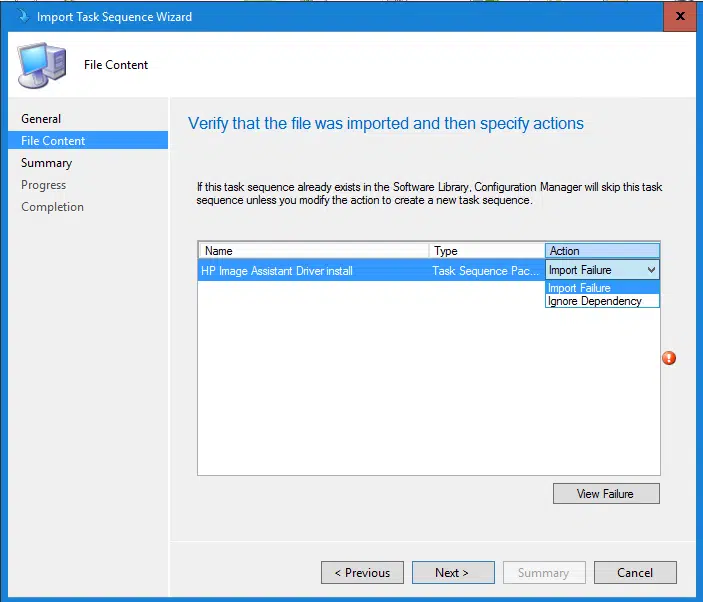 Import Task Sequence Wizard
x
File Content
General
File Content
Summary
Progress
Completion
Verify that the file was imported and then specify actions
If this task sequence already exists in the Software Library, Configuration Manager will skip this task
sequence unless you modify the action to create a new task sequence.
Name Type Action
HP Image Assistant Driver install Task Sequence Pac... Import Failure
Import Failure
Ignore Dependency
View Failure
< Previous Next > Summary Cancel